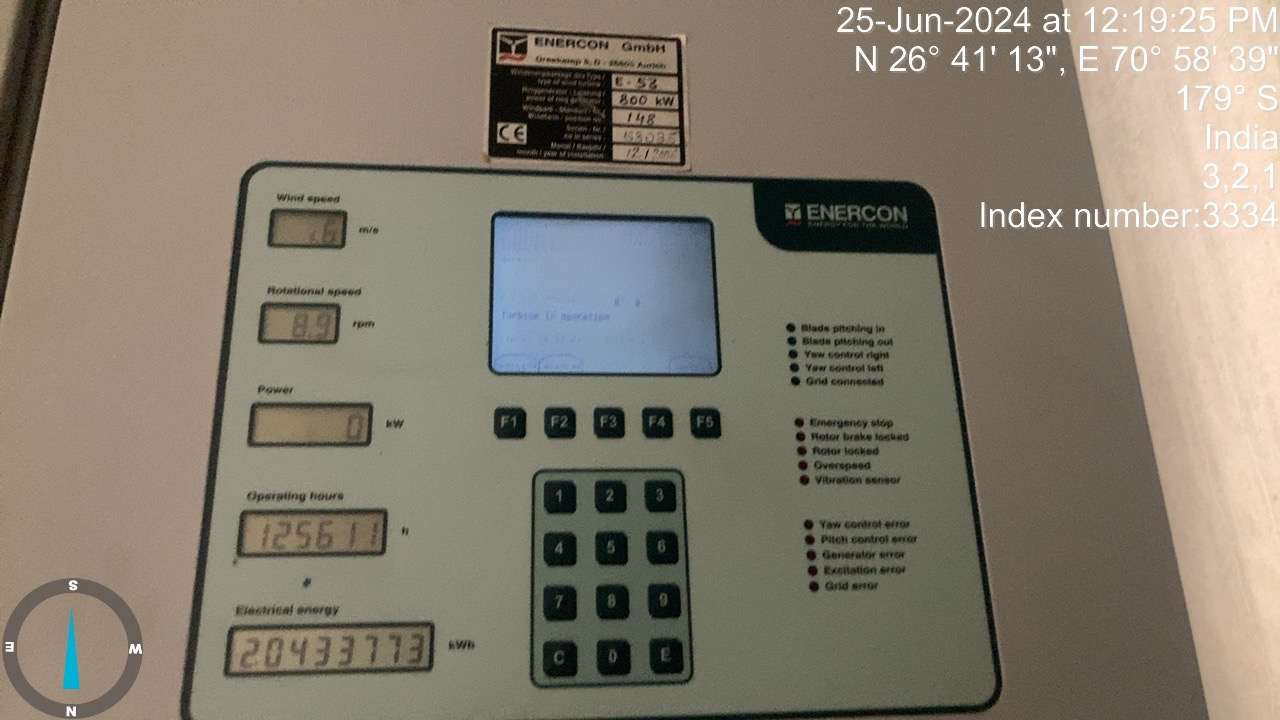 25-Jun-2024 at 12:19:25 PM
N 26° 41' 13", E 70° 58' 39"
179° S
India
3,2,1
Index number:3334
ENERCON GmbH
E-53
800 kW
148
CE
ENERCON
ENERGY FOR THE WORLD
Wind speed
m/s
Rotational speed
8.9 rpm
Power
0 kW
Operating hours
125611 h
Electrical energy
20433773 kWh
Turbine in operation
F1 F2 F3 F4 F5
1 2 3
4 5 6
7 8 9
C 0 E
Blade pitching in
Blade pitching out
Yaw control right
Yaw control left
Grid connected
Emergency stop
Rotor brake locked
Rotor locked
Overspeed
Vibration sensor
Yaw control error
Pitch control error
Generator error
Excitation error
Grid error
S
E W
N